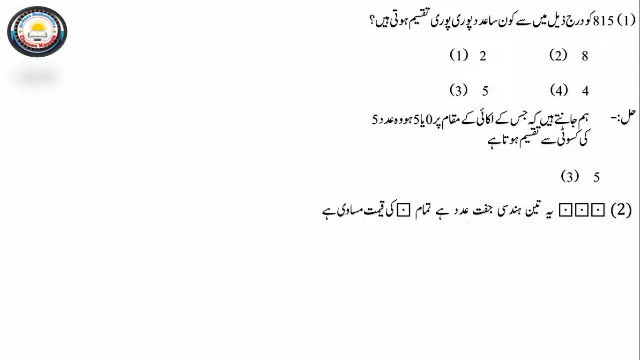 (1) 815 کو درج ذیل میں سے کون سا عدد پوری پوری تقسیم ہوتی ہیں؟
(1) 2 (2) 8
(3) 5 (4) 4
حل:- ہم جانتے ہیں کہ جس کے اکائی کے مقام پر 0 یا 5 ہو وہ عدد 5
کی کسوٹی سے تقسیم ہوتا ہے
(3) 5
(2) ⊡⊡⊡ یہ تین ہندسی جفت عدد ہے تمام ⊡ کی قیمت مساوی ہے